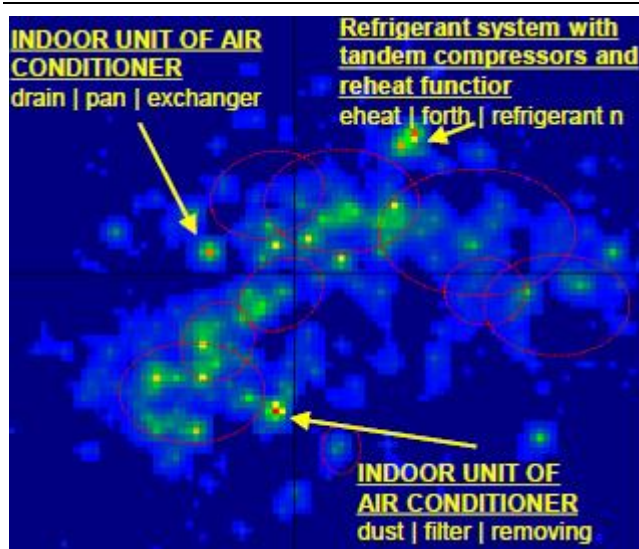 INDOOR UNIT OF AIR
CONDITIONER
drain | pan | exchanger
Refrigerant system with
tandem compressors and
reheat functior
eheat | forth | refrigerant n
INDOOR UNIT OF
AIR CONDITIONER
dust | filter | removing